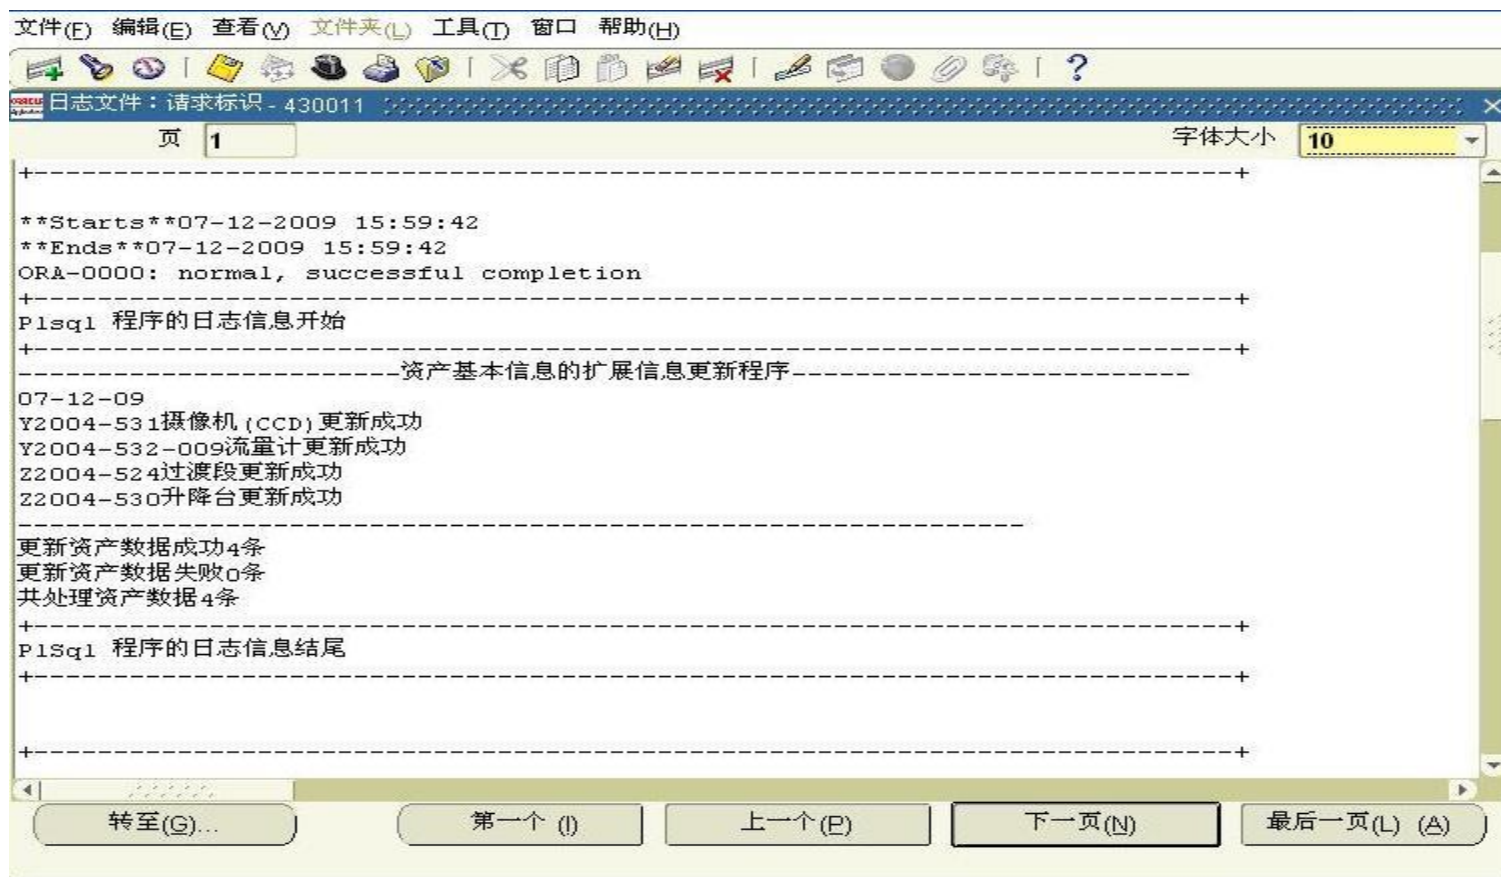 文件(F) 编辑(E) 查看(V) 文件夹(L) 工具(T) 窗口 帮助(H)
日志文件：请求标识 - 430011
页 1 字体大小 10
+---------------------------------------------------------------------------+
**Starts**07-12-2009 15:59:42
**Ends**07-12-2009 15:59:42
ORA-0000: normal, successful completion
+---------------------------------------------------------------------------+
Plsql 程序的日志信息开始
+---------------------------------------------------------------------------+
------------------------资产基本信息的扩展信息更新程序-------------------------
07-12-09
Y2004-531摄像机(CCD)更新成功
Y2004-532-009流量计更新成功
Z2004-524过渡段更新成功
Z2004-530升降台更新成功
---------------------------------------------------------------
更新资产数据成功4条
更新资产数据失败0条
共处理资产数据4条
+---------------------------------------------------------------------------+
PlSql 程序的日志信息结尾
+---------------------------------------------------------------------------+
+---------------------------------------------------------------------------+
转至(G)... 第一个 (I) 上一个(P) 下一页(N) 最后一页(L) (A)